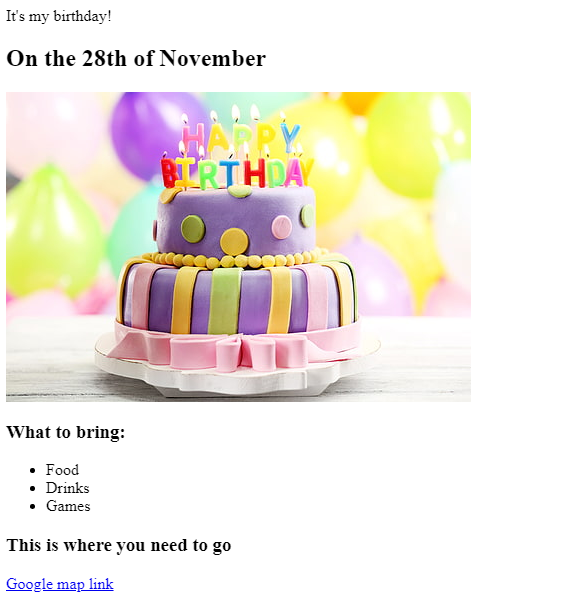 It's my birthday!
On the 28th of November
HAPPY
BIRTHDAY
What to bring:
Food
Drinks
Games
This is where you need to go
Google map link